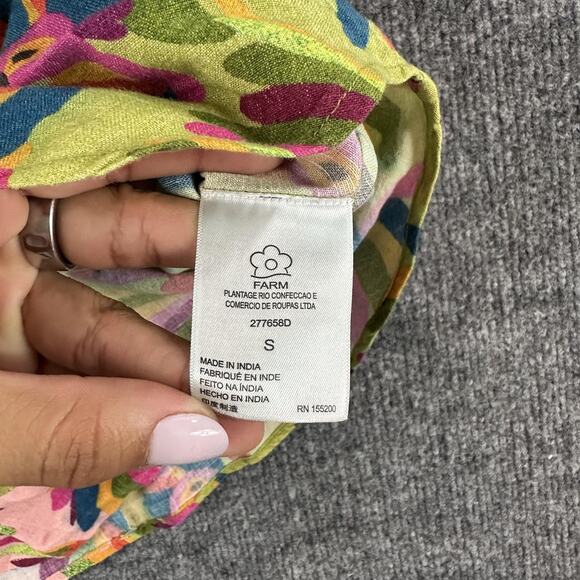 FARM
PLANTAGE RIO CONFECCAO E
COMERCIO DE ROUPAS LTDA
277658D
S
MADE IN INDIA
FABRIQUÉ EN INDE
FEITO NA ÍNDIA
HECHO EN INDIA
印度制造
RN 155200